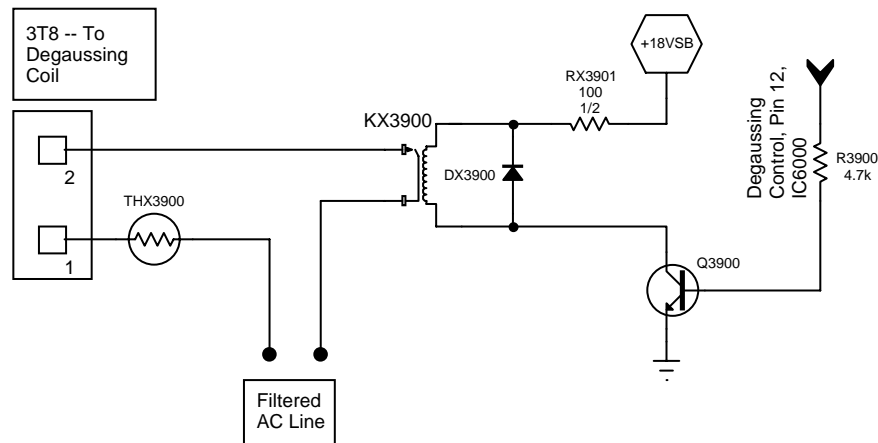 3T8 -- To
Degaussing
Coil
+18VSB
RX3901
100
1/2
KX3900
Degaussing
Control, Pin 12,
IC6000
R3900
4.7k
2
DX3900
THX3900
1
Q3900
Filtered
AC Line